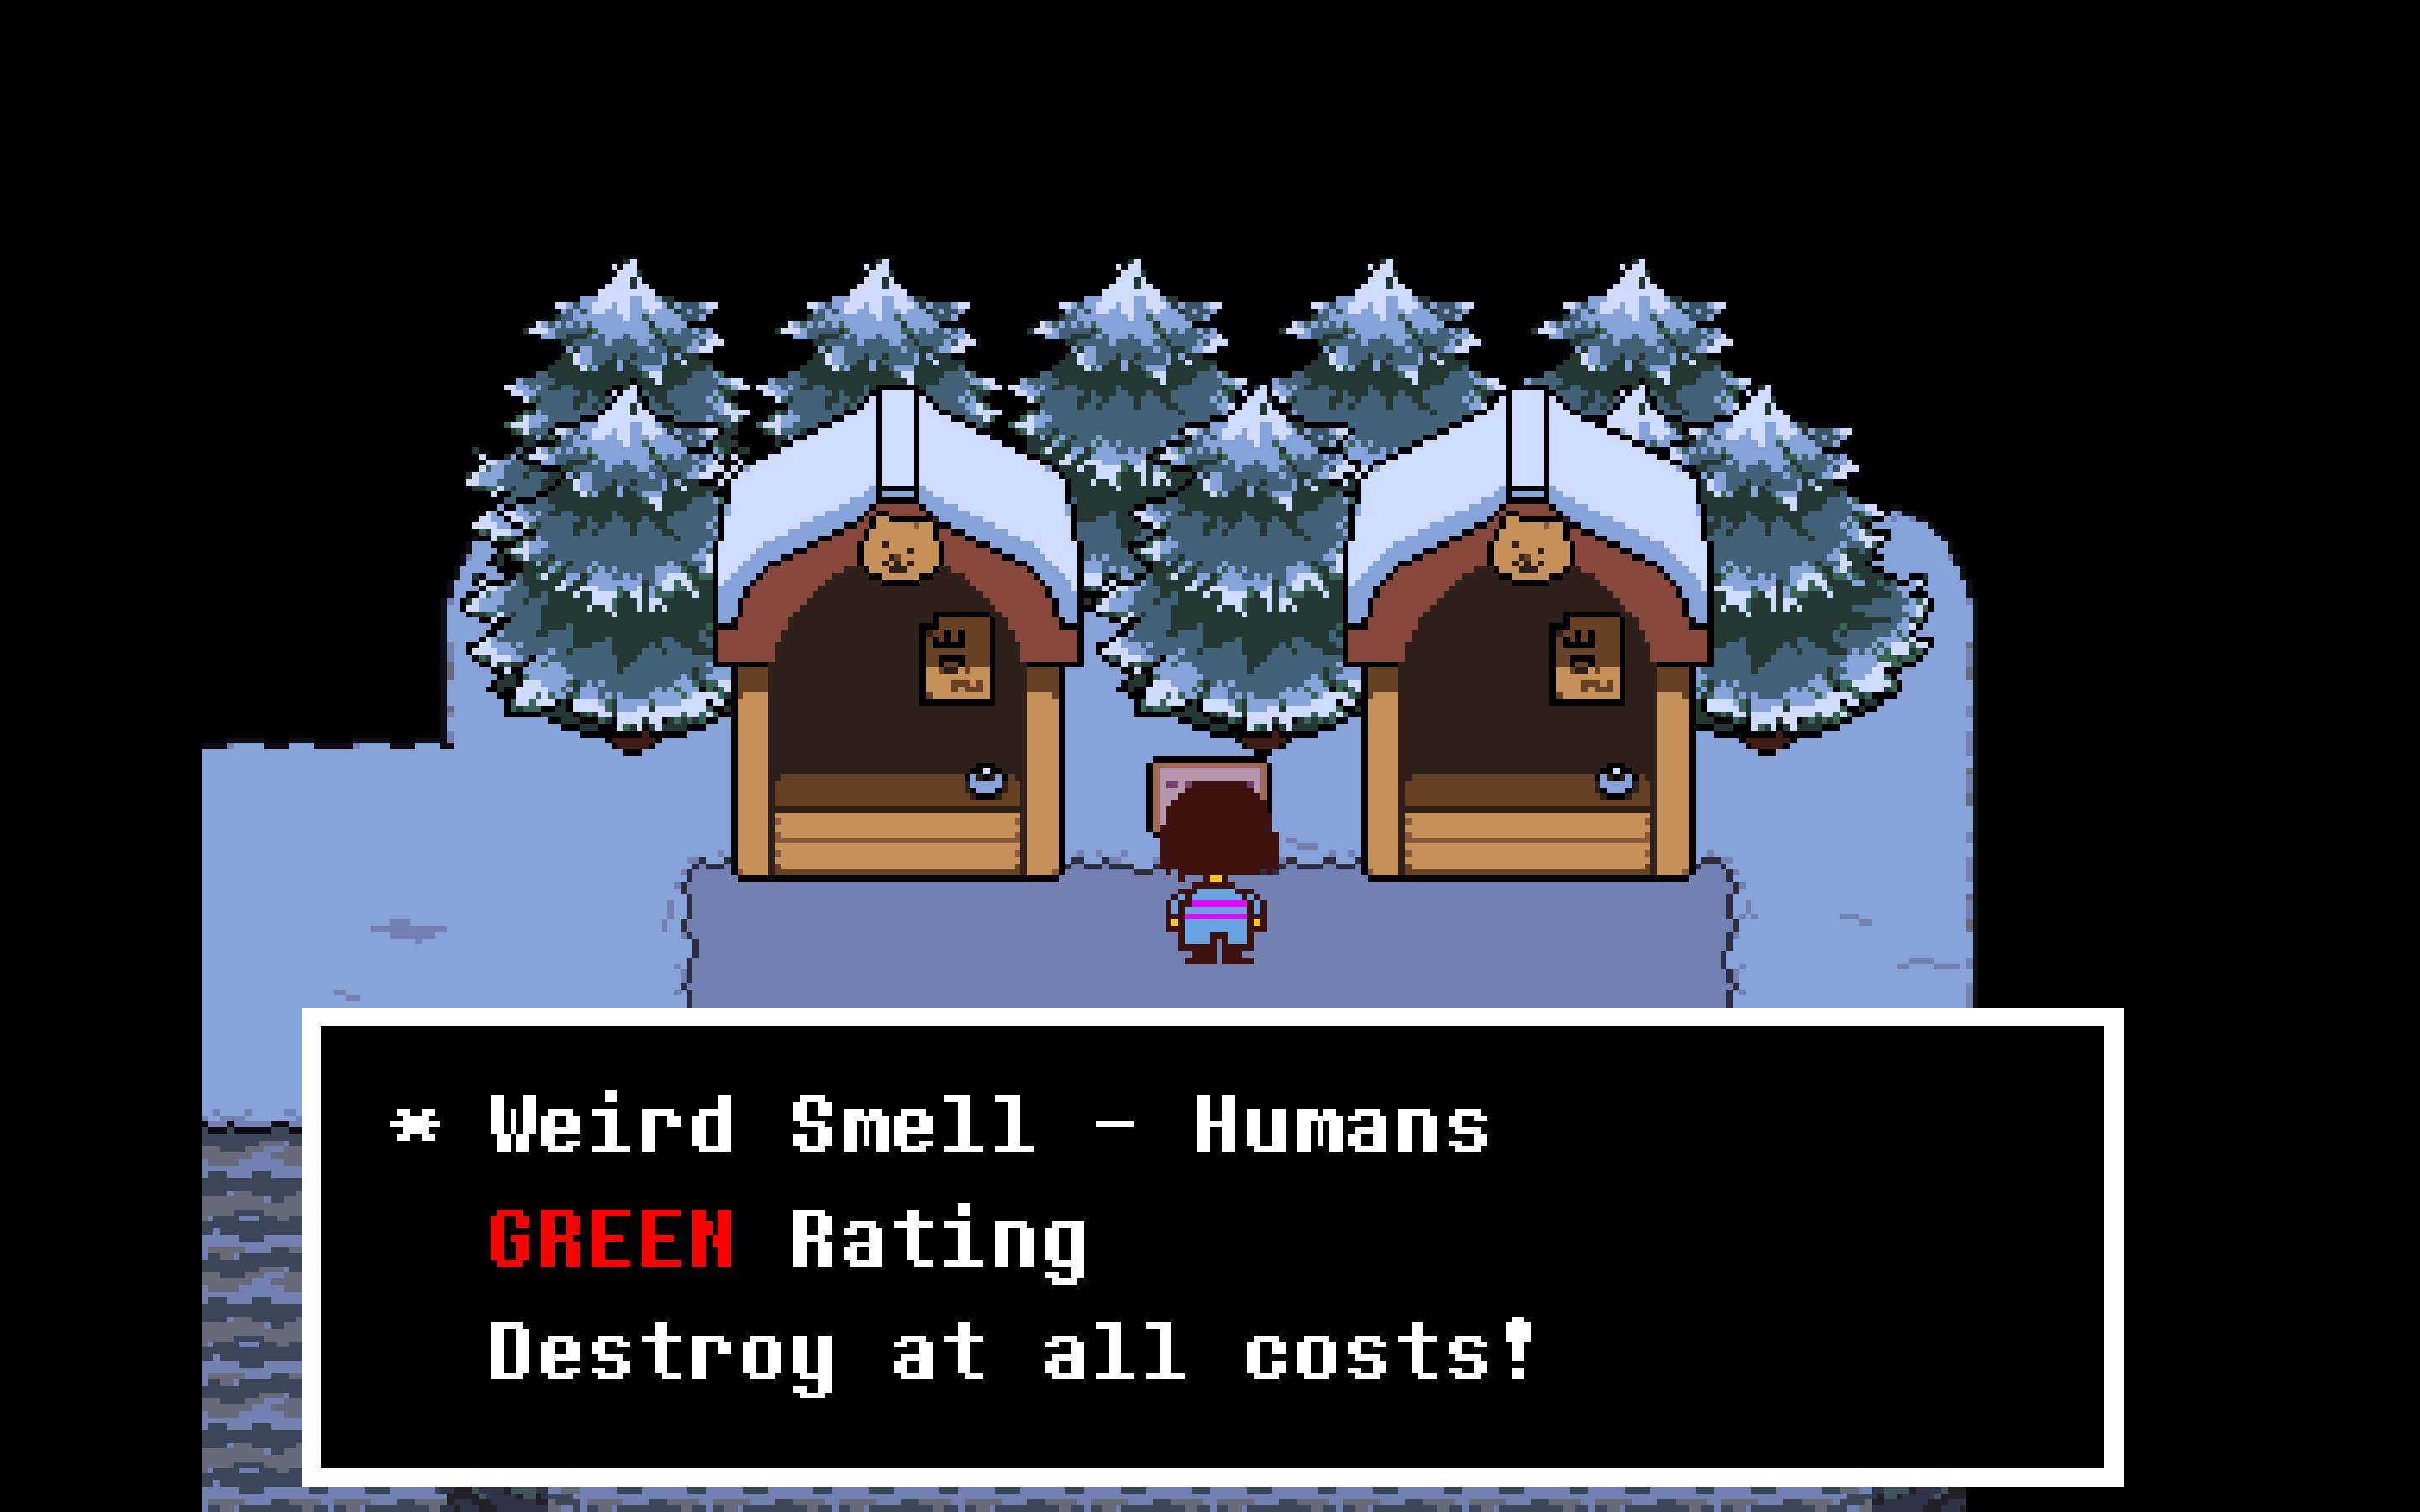 * Weird Smell - Humans
GREEN Rating
Destroy at all costs!